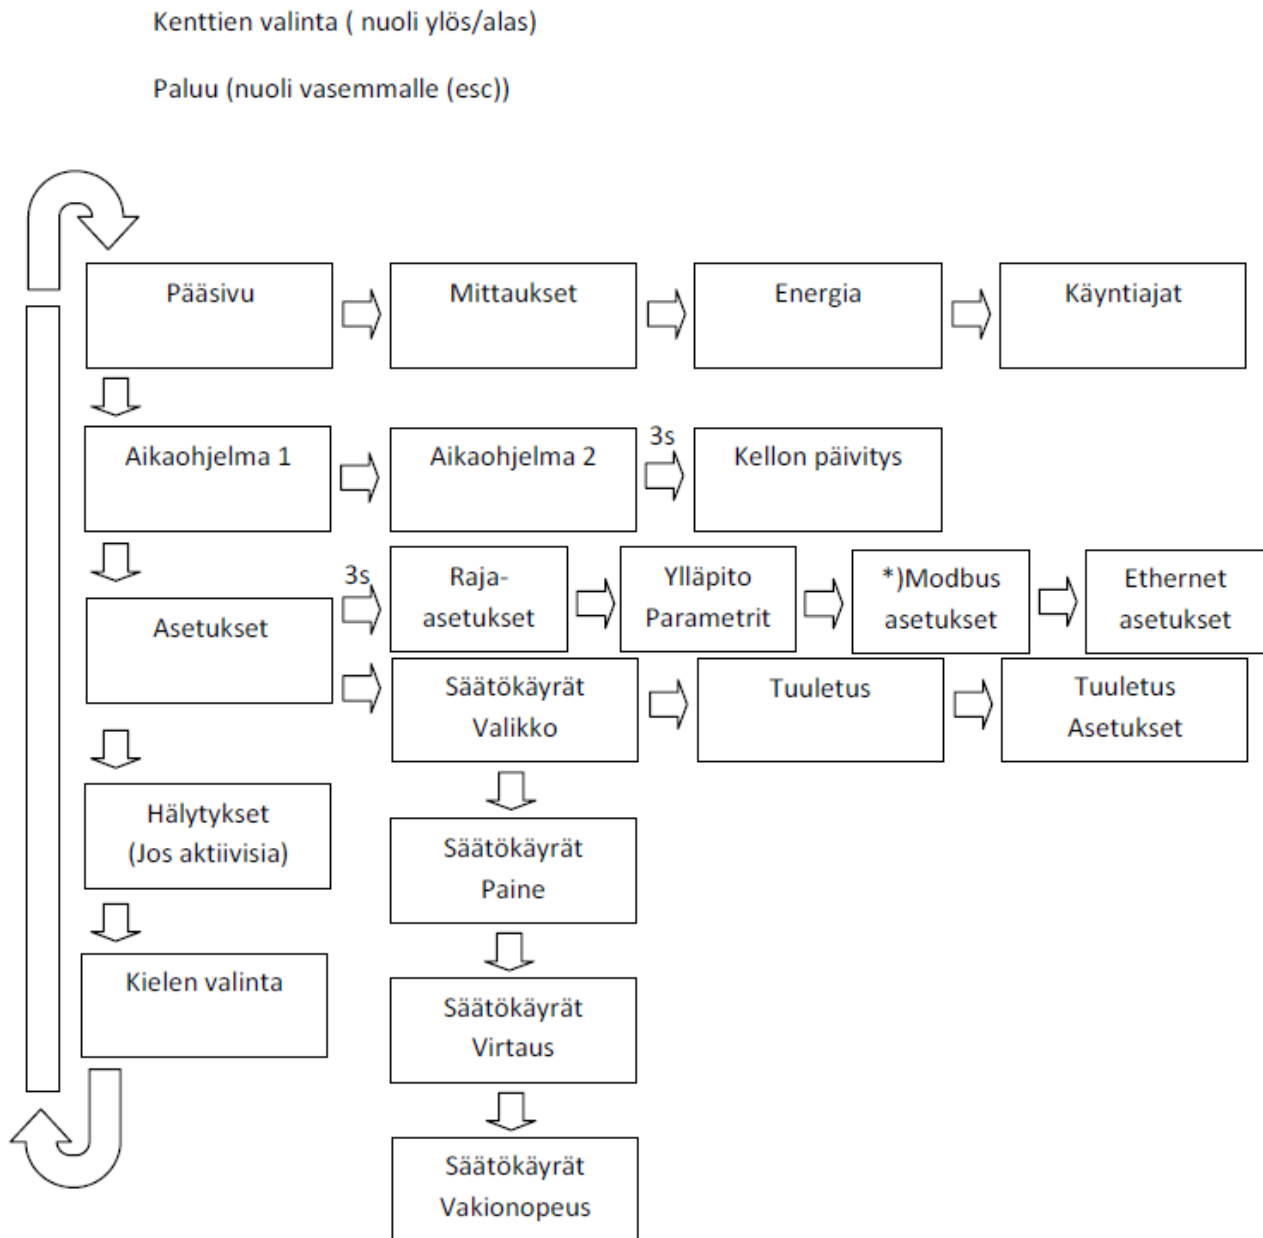 Kenttien valinta ( nuoli ylös/alas)
Paluu (nuoli vasemmalle (esc))
Pääsivu
Mittaukset
Energia
Käyntiajat
Aikaohjelma 1
Aikaohjelma 2
3s
Kellon päivitys
Asetukset
3s
Raja-
asetukset
Ylläpito
Parametrit
*)Modbus
asetukset
Ethernet
asetukset
Säätökäyrät
Valikko
Tuuletus
Tuuletus
Asetukset
Hälytykset
(Jos aktiivisia)
Säätökäyrät
Paine
Kielen valinta
Säätökäyrät
Virtaus
Säätökäyrät
Vakionopeus